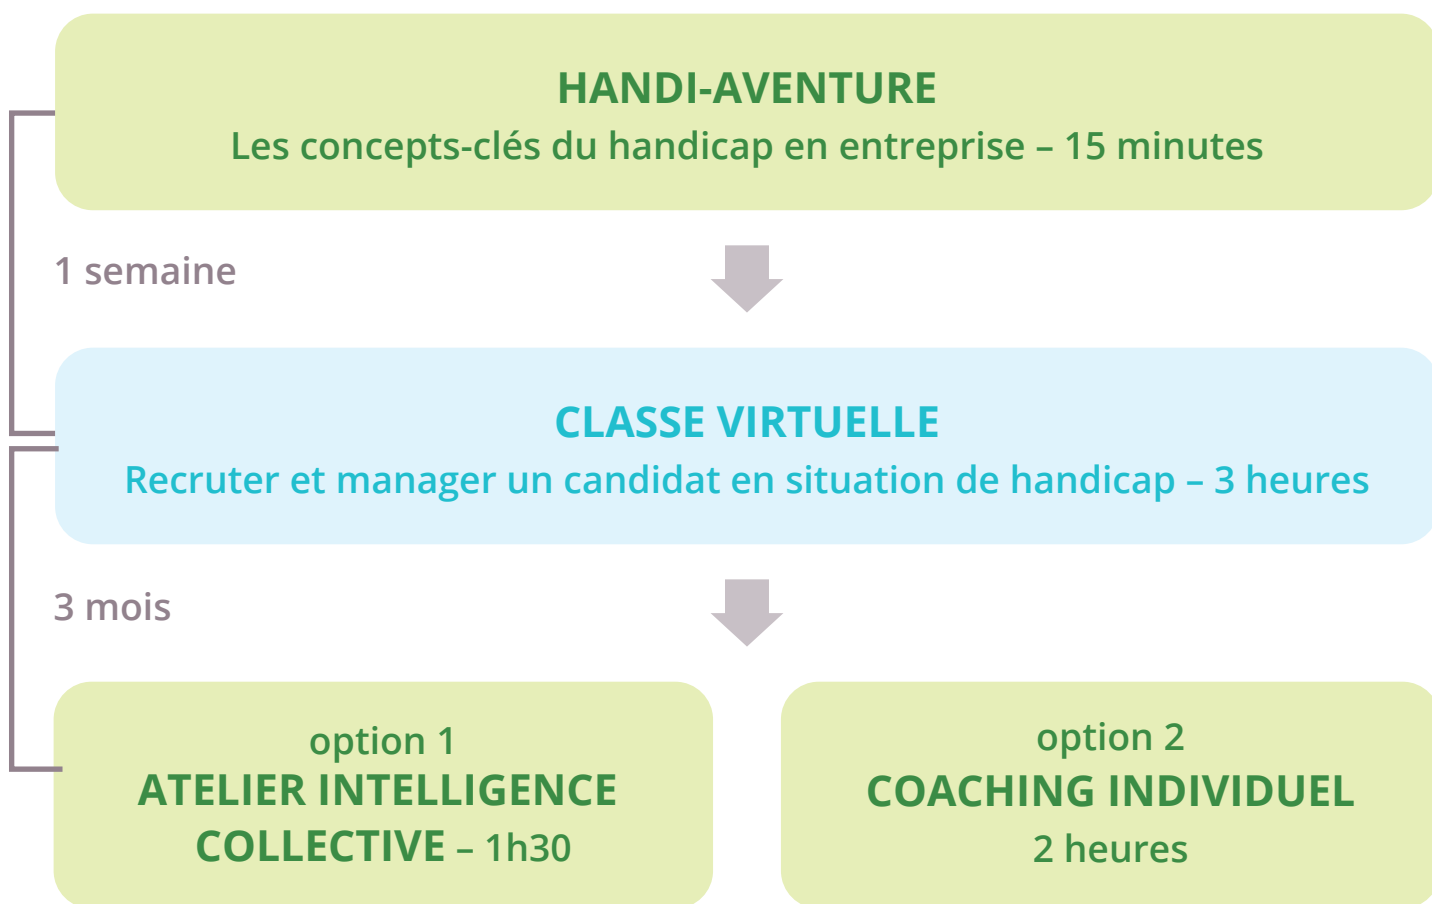 HANDI-AVENTURE
Les concepts-clés du handicap en entreprise – 15 minutes
1 semaine
CLASSE VIRTUELLE
Recruter et manager un candidat en situation de handicap – 3 heures
3 mois
option 1
ATELIER INTELLIGENCE
COLLECTIVE – 1h30
option 2
COACHING INDIVIDUEL
2 heures